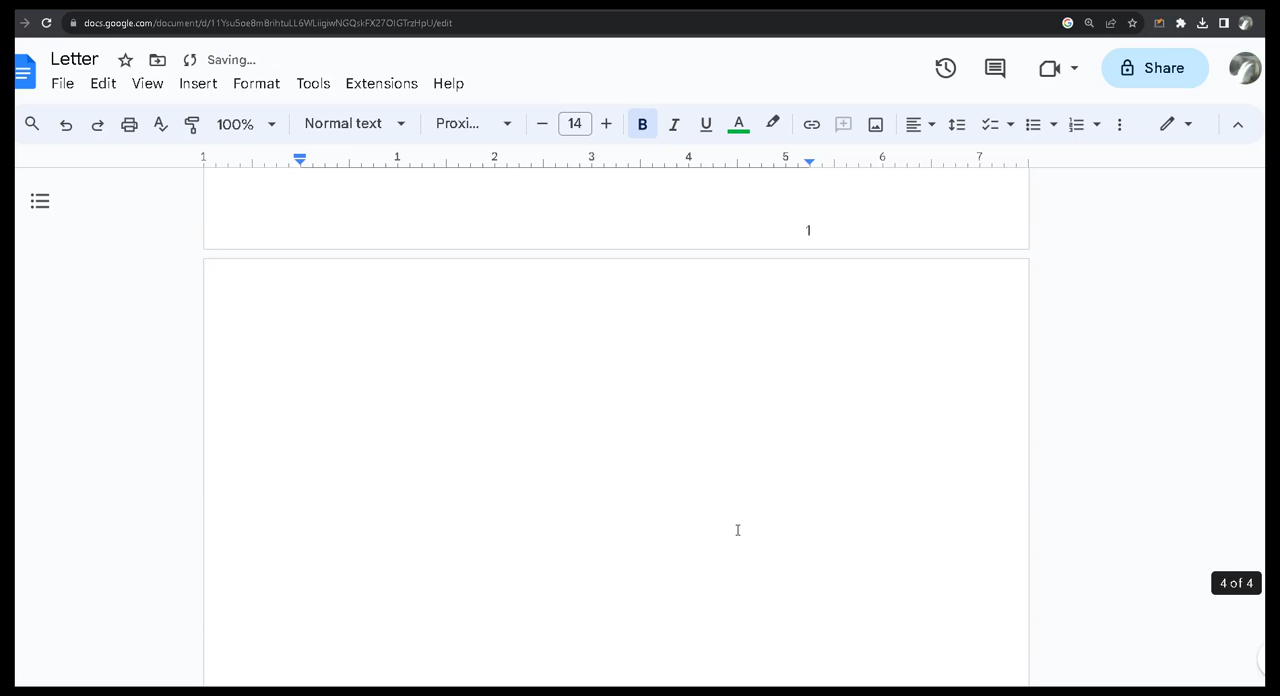 docs.google.com/document/d/11Ysu5oe8m8rihtuLL6WLiigiwNGQskFX27OIGTrzHpU/edit
Letter Saving...
File Edit View Insert Format Tools Extensions Help
Share
100% Normal text Proxi... 14 B I U A
1 1 2 3 4 5 6 7
1
4 of 4